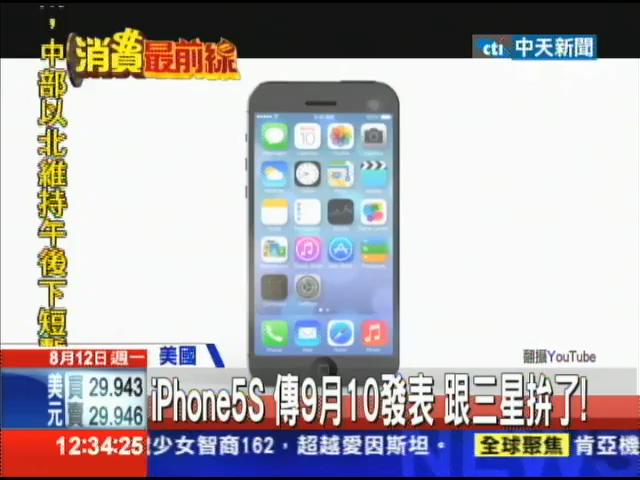 消費最前線
cti 中天新聞
中部以北維持午後下短
8月12日週一
美國
翻攝YouTube
美元
買 29.943
賣 29.946
iPhone5S 傳9月10發表 跟三星拚了!
12:34:25
少女智商162，超越愛因斯坦。
全球聚焦
肯亞機
NEWS